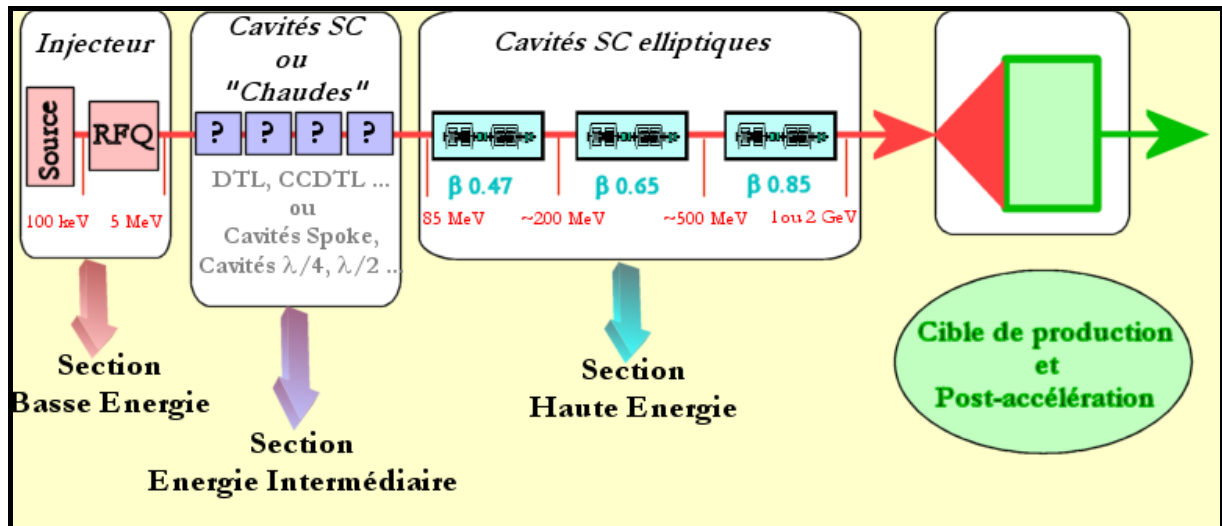 Injecteur
Source
RFQ
100 keV
5 MeV
Section
Basse Energie
Cavités SC
ou
"Chaudes"
? ? ? ?
DTL, CCDTL ...
ou
Cavités Spoke,
Cavités λ/4, λ/2 ...
Section
Energie Intermédiaire
Cavités SC elliptiques
β 0.47
β 0.65
β 0.85
85 MeV
~200 MeV
~500 MeV
1 ou 2 GeV
Section
Haute Energie
Cible de production
et
Post-accélération